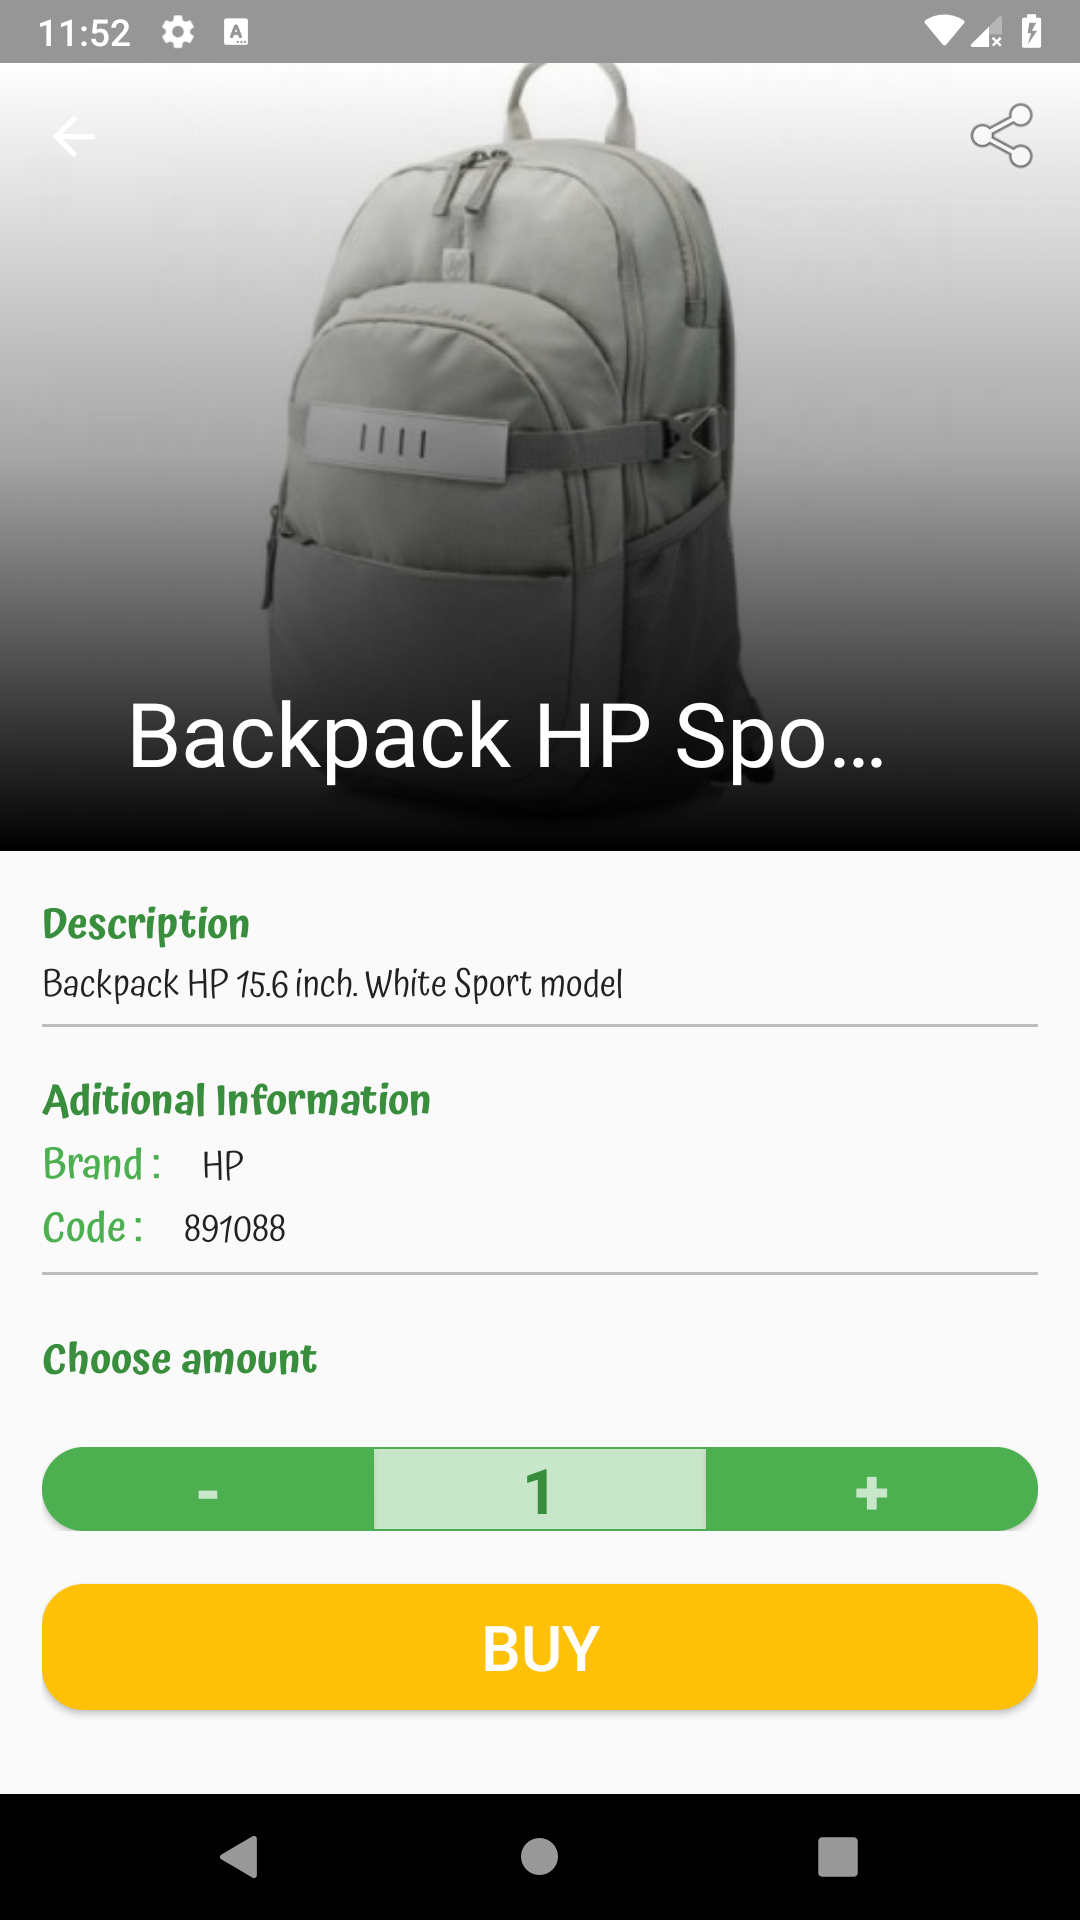 11:52
Backpack HP Spo...
Description
Backpack HP 15.6 inch. White Sport model
Aditional Information
Brand : HP
Code : 891088
Choose amount
- 1 +
BUY